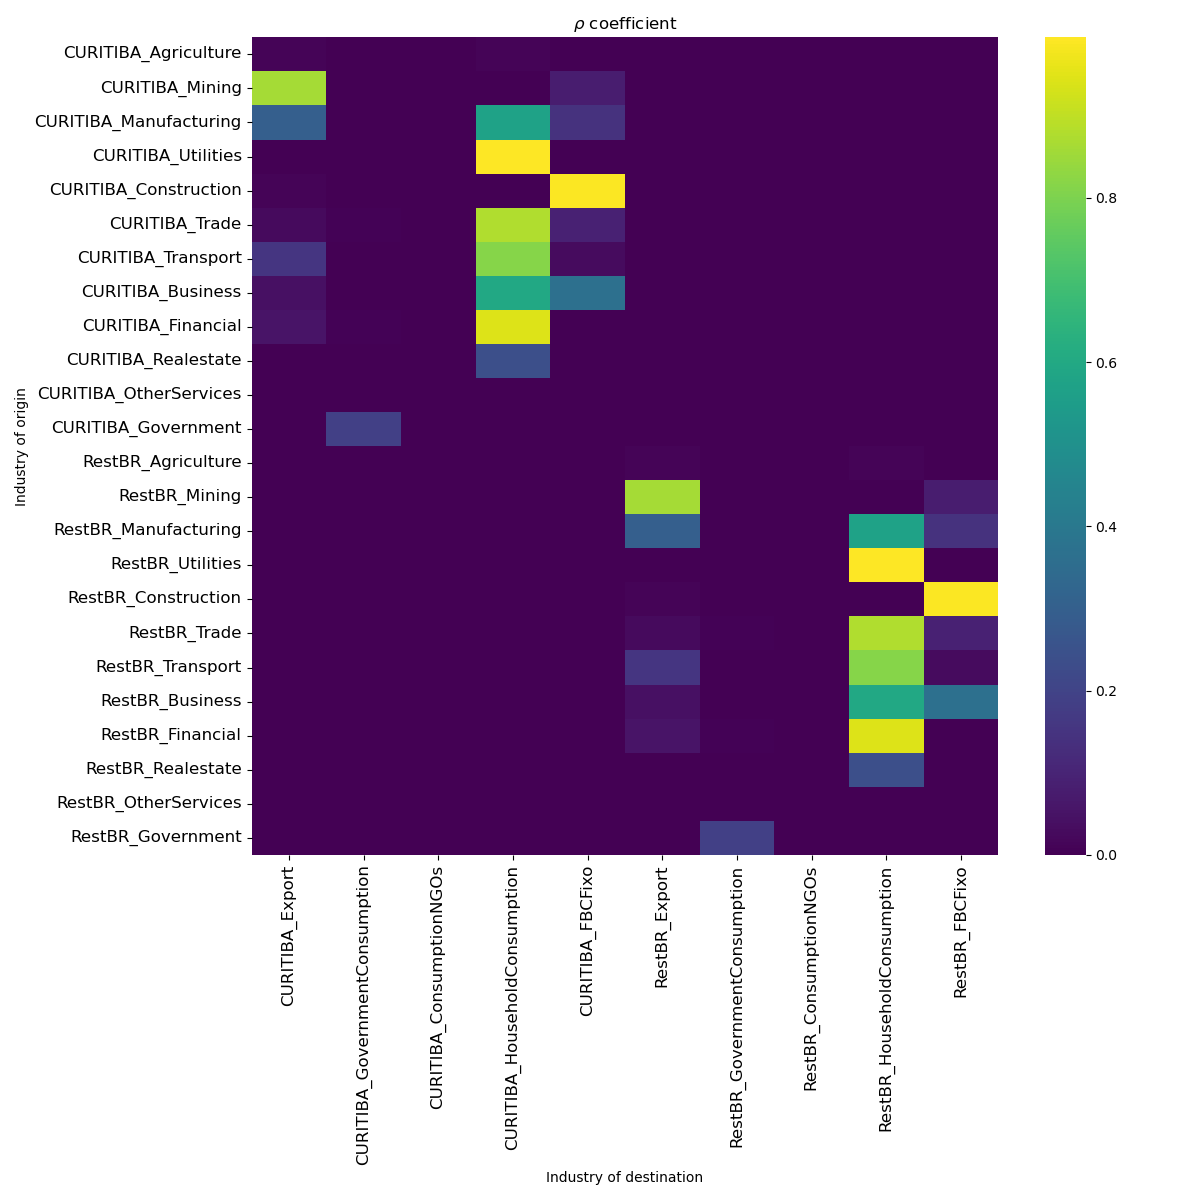 ρ coefficient
CURITIBA_Agriculture
CURITIBA_Mining
CURITIBA_Manufacturing
CURITIBA_Utilities
CURITIBA_Construction
CURITIBA_Trade
CURITIBA_Transport
CURITIBA_Business
CURITIBA_Financial
CURITIBA_Realestate
CURITIBA_OtherServices
CURITIBA_Government
RestBR_Agriculture
RestBR_Mining
RestBR_Manufacturing
RestBR_Utilities
RestBR_Construction
RestBR_Trade
RestBR_Transport
RestBR_Business
RestBR_Financial
RestBR_Realestate
RestBR_OtherServices
RestBR_Government
Industry of origin
0.8
0.6
0.4
0.2
0.0
CURITIBA_Export
CURITIBA_GovernmentConsumption
CURITIBA_ConsumptionNGOs
CURITIBA_HouseholdConsumption
CURITIBA_FBCFixo
RestBR_Export
RestBR_GovernmentConsumption
RestBR_ConsumptionNGOs
RestBR_HouseholdConsumption
RestBR_FBCFixo
Industry of destination